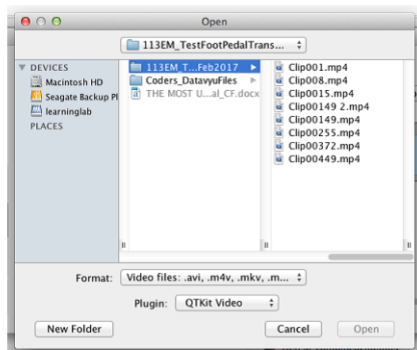 Open
113EM_TestFootPedalTrans...
DEVICES
Macintosh HD
Seagate Backup Pl
learninglab
PLACES
113EM_T...Feb2017
Coders_DatavyuFiles
THE MOST U...al_CF.docx
Clip001.mp4
Clip008.mp4
Clip0015.mp4
Clip00149 2.mp4
Clip00149.mp4
Clip00255.mp4
Clip00372.mp4
Clip00449.mp4
Format: Video files: .avi, .m4v, .mkv, .m...
Plugin: QTKit Video
New Folder Cancel Open